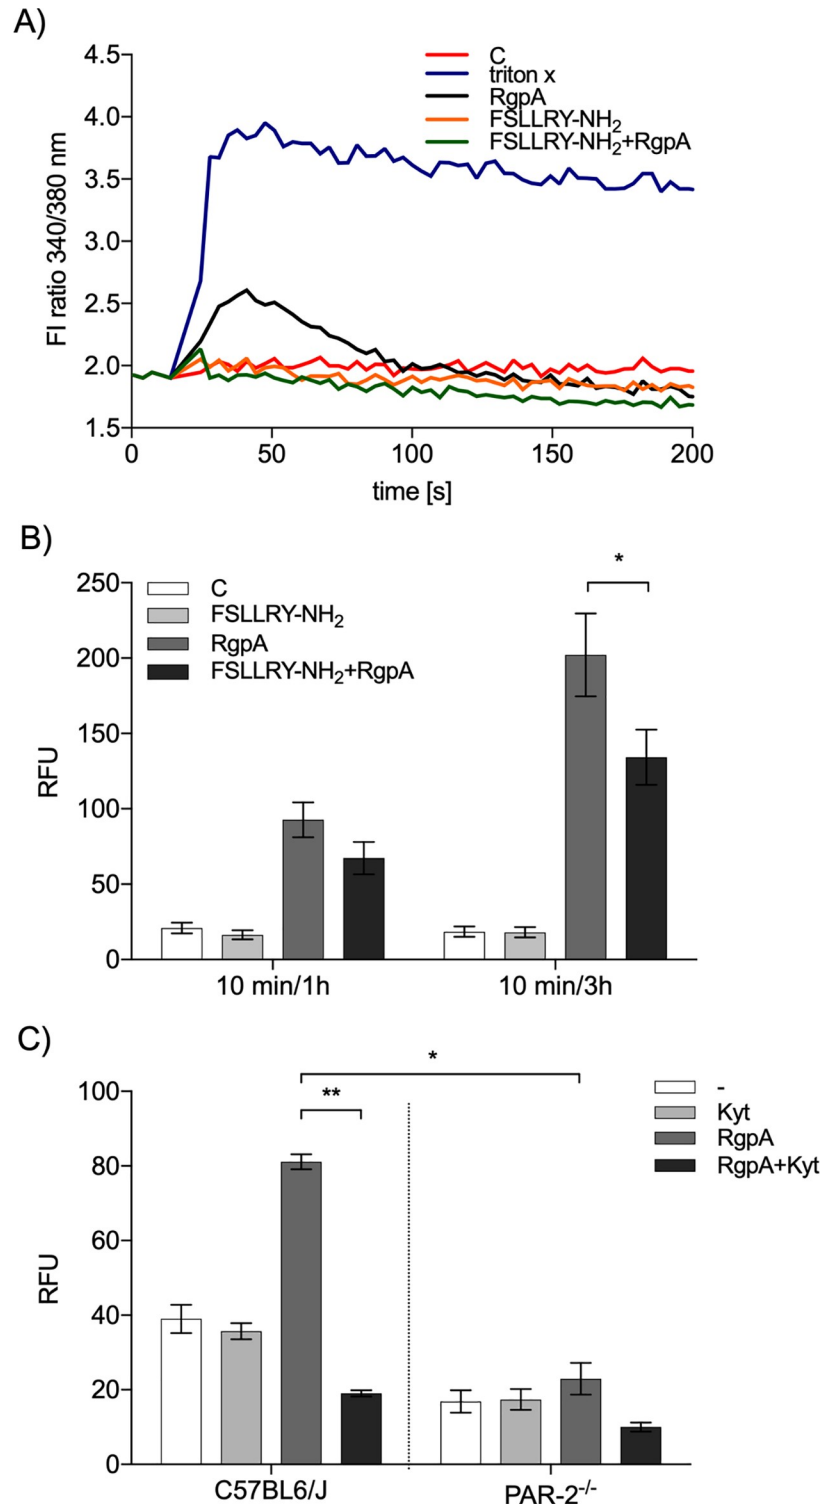 A)
4.5
4.0
3.5
3.0
2.5
2.0
1.5
FI ratio 340/380 nm
C
triton x
RgpA
FSLLRY-NH₂
FSLLRY-NH₂+RgpA
0 50 100 150 200
time [s]
B)
250
200
150
100
50
0
RFU
C
FSLLRY-NH₂
RgpA
FSLLRY-NH₂+RgpA
*
10 min/1h 10 min/3h
C)
100
80
60
40
20
0
RFU
*
**
-
Kyt
RgpA
RgpA+Kyt
C57BL6/J PAR-2⁻/⁻